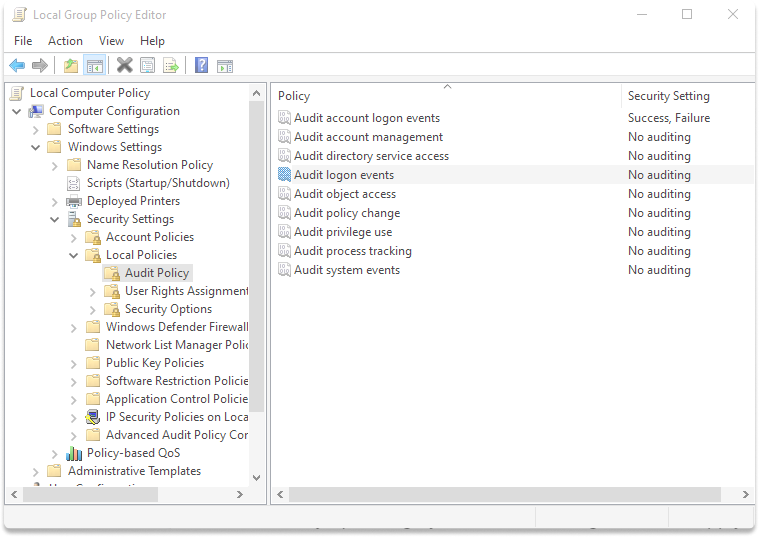 Local Group Policy Editor
File Action View Help
Local Computer Policy
Computer Configuration
Software Settings
Windows Settings
Name Resolution Policy
Scripts (Startup/Shutdown)
Deployed Printers
Security Settings
Account Policies
Local Policies
Audit Policy
User Rights Assignment
Security Options
Windows Defender Firewall
Network List Manager Polic
Public Key Policies
Software Restriction Policie
Application Control Policie
IP Security Policies on Loca
Advanced Audit Policy Con
Policy-based QoS
Administrative Templates
Policy Security Setting
Audit account logon events Success, Failure
Audit account management No auditing
Audit directory service access No auditing
Audit logon events No auditing
Audit object access No auditing
Audit policy change No auditing
Audit privilege use No auditing
Audit process tracking No auditing
Audit system events No auditing